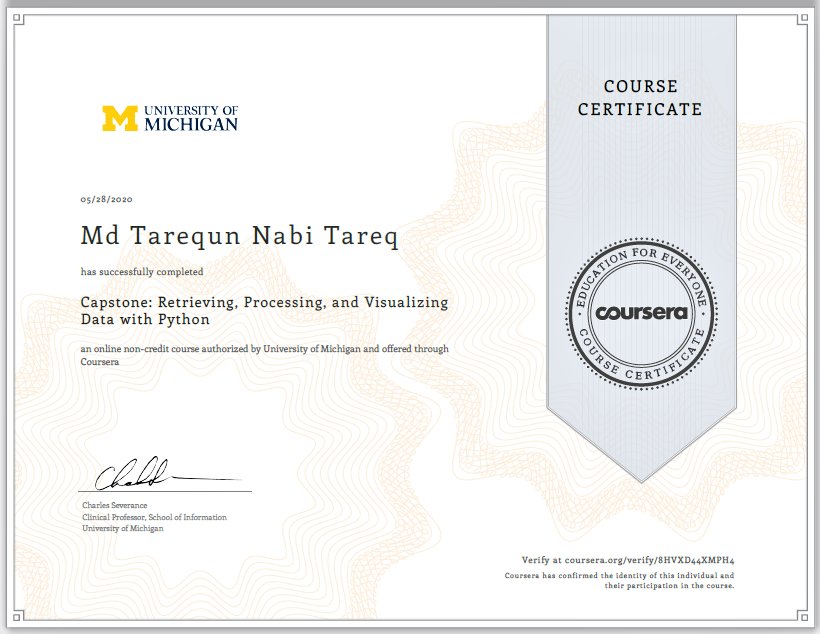 UNIVERSITY OF
MICHIGAN
COURSE
CERTIFICATE
05/28/2020
Md Tarequn Nabi Tareq
has successfully completed
Capstone: Retrieving, Processing, and Visualizing
Data with Python
an online non-credit course authorized by University of Michigan and offered through
Coursera
EDUCATION FOR EVERYONE
coursera
COURSE CERTIFICATE
Charles Severance
Clinical Professor, School of Information
University of Michigan
Verify at coursera.org/verify/8HVXD44XMPH4
Coursera has confirmed the identity of this individual and
their participation in the course.